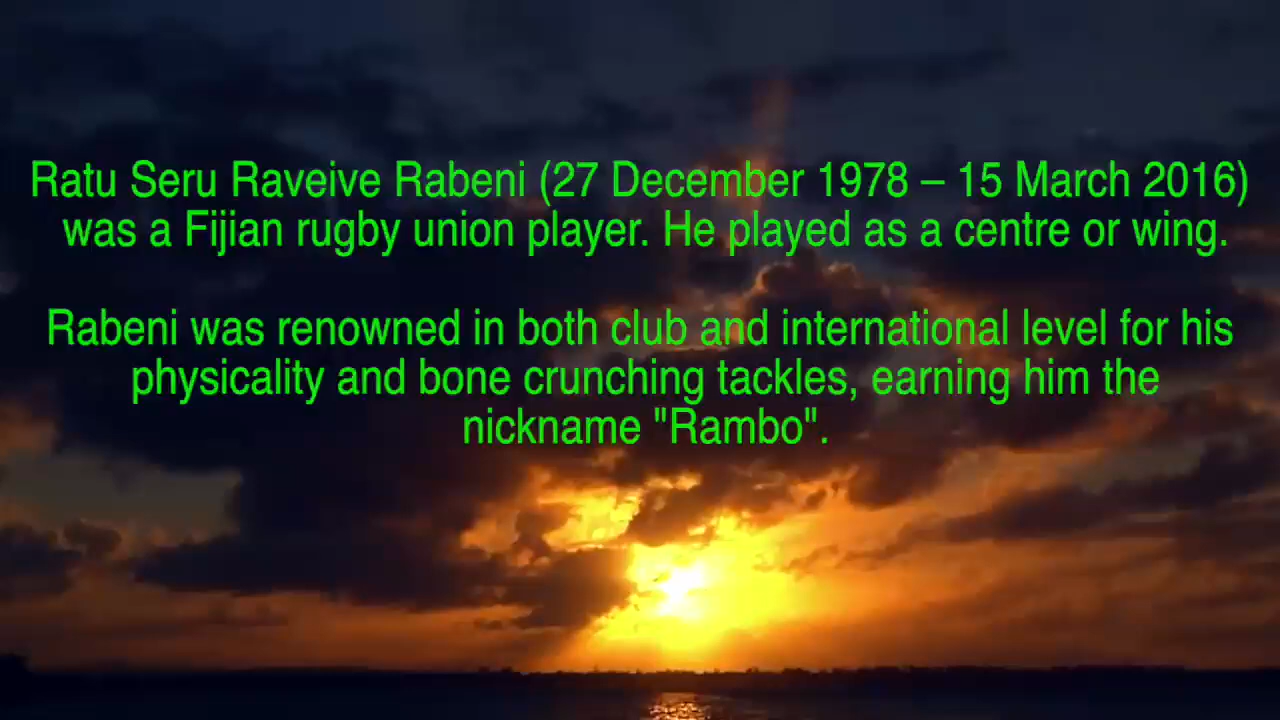 Ratu Seru Raveive Rabeni (27 December 1978 – 15 March 2016)
was a Fijian rugby union player. He played as a centre or wing.
Rabeni was renowned in both club and international level for his
physicality and bone crunching tackles, earning him the
nickname "Rambo".